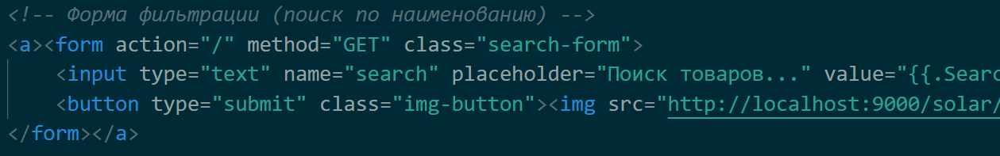 <!-- Форма фильтрации (поиск по наименованию) -->
<a><form action="/" method="GET" class="search-form">
<input type="text" name="search" placeholder="Поиск товаров..." value="{{.Searc
<button type="submit" class="img-button"><img src="http://localhost:9000/solar/
</form></a>